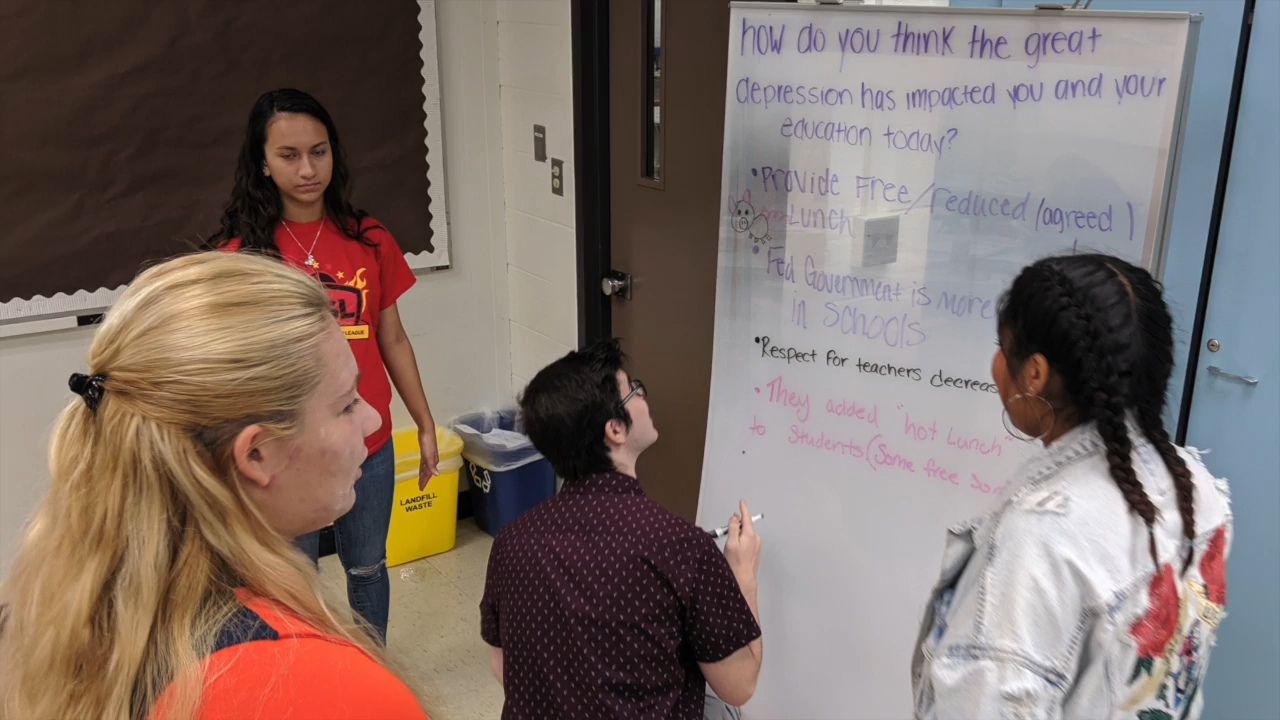 how do you think the great
depression has impacted you and your
education today?
• Provide Free/reduced (agreed)
Lunch
• Fed Government is more
in schools
• Respect for teachers decreas
• They added "hot Lunch"
to students (Some free
LEAGUE
LANDFILL
WASTE